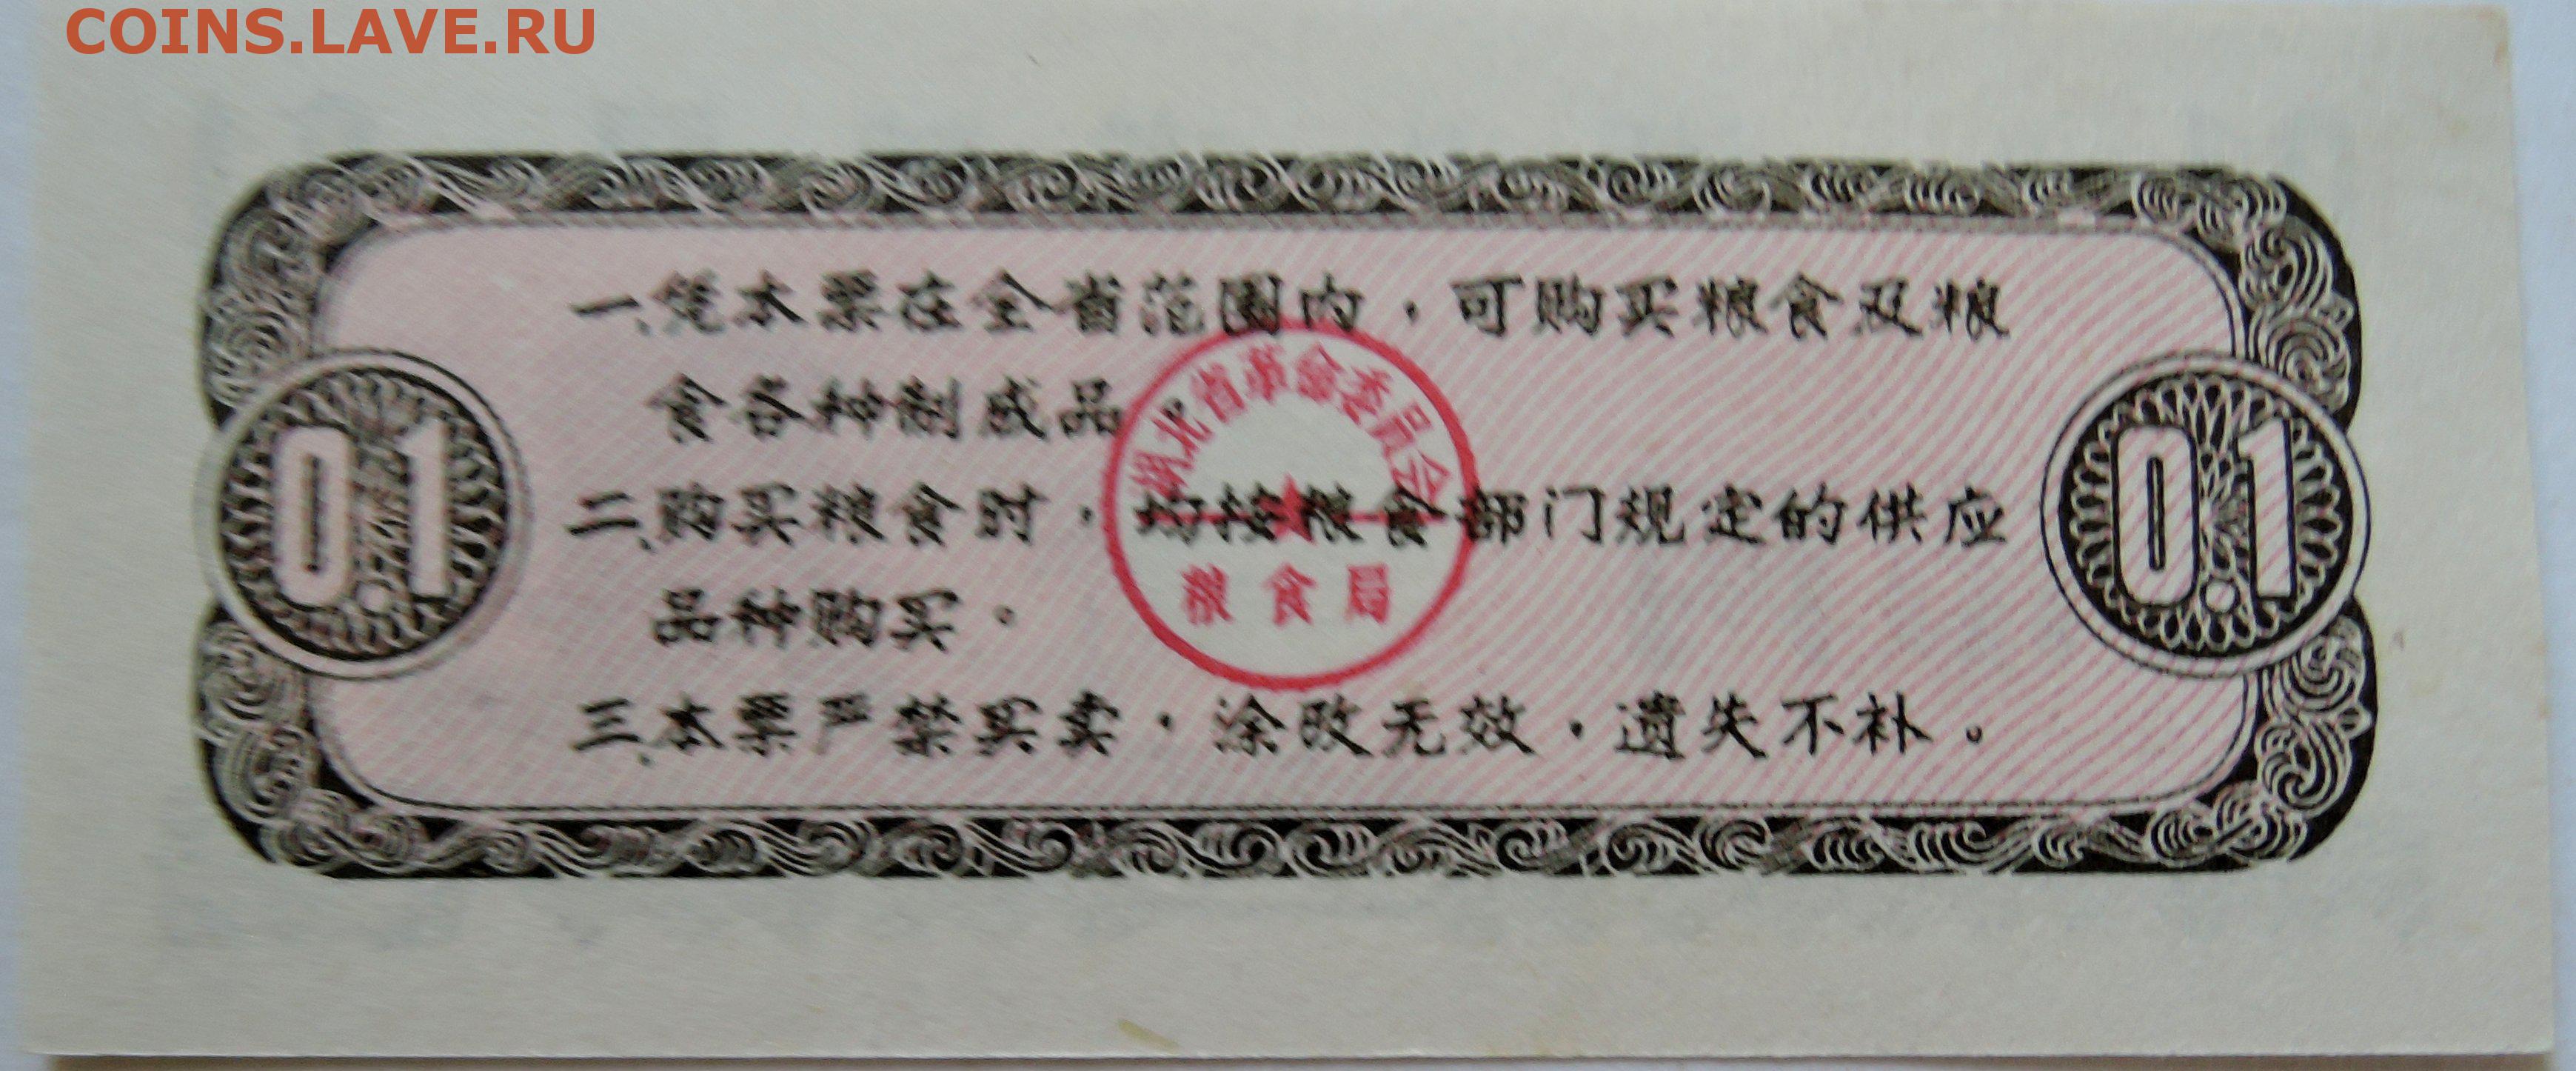 COINS.LAVE.RU
一、凭本票在全省范围内，可购买粮食及粮
食各种制成品
二、购买粮食时，均按粮食部门规定的供应
品种购买。
三、本票严禁买卖，涂改无效，遗失不补。
湖北省革命委员会
粮食局
0.1
0.1